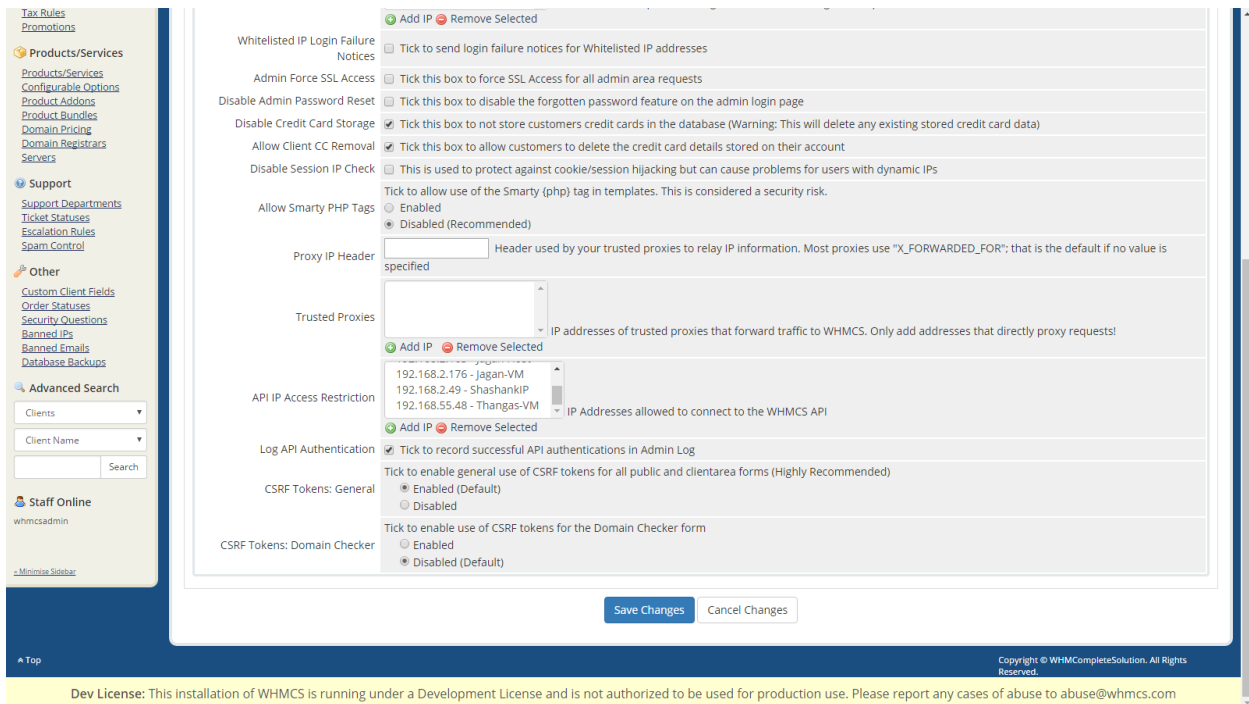 Tax Rules
Promotions
Products/Services
Products/Services
Configurable Options
Product Addons
Product Bundles
Domain Pricing
Domain Registrars
Servers
Support
Support Departments
Ticket Statuses
Escalation Rules
Spam Control
Other
Custom Client Fields
Order Statuses
Security Questions
Banned IPs
Banned Emails
Database Backups
Advanced Search
Clients
Client Name
Search
Staff Online
whmcsadmin
« Minimise Sidebar
Add IP Remove Selected
Whitelisted IP Login Failure
Notices
Tick to send login failure notices for Whitelisted IP addresses
Admin Force SSL Access
Tick this box to force SSL Access for all admin area requests
Disable Admin Password Reset
Tick this box to disable the forgotten password feature on the admin login page
Disable Credit Card Storage
Tick this box to not store customers credit cards in the database (Warning: This will delete any existing stored credit card data)
Allow Client CC Removal
Tick this box to allow customers to delete the credit card details stored on their account
Disable Session IP Check
This is used to protect against cookie/session hijacking but can cause problems for users with dynamic IPs
Allow Smarty PHP Tags
Tick to allow use of the Smarty {php} tag in templates. This is considered a security risk.
Enabled
Disabled (Recommended)
Proxy IP Header
Header used by your trusted proxies to relay IP information. Most proxies use "X_FORWARDED_FOR"; that is the default if no value is
specified
Trusted Proxies
IP addresses of trusted proxies that forward traffic to WHMCS. Only add addresses that directly proxy requests!
Add IP Remove Selected
API IP Access Restriction
192.168.2.176 - Jagan-VM
192.168.2.49 - ShashankIP
192.168.55.48 - Thangas-VM
IP Addresses allowed to connect to the WHMCS API
Add IP Remove Selected
Log API Authentication
Tick to record successful API authentications in Admin Log
CSRF Tokens: General
Tick to enable general use of CSRF tokens for all public and clientarea forms (Highly Recommended)
Enabled (Default)
Disabled
CSRF Tokens: Domain Checker
Tick to enable use of CSRF tokens for the Domain Checker form
Enabled
Disabled (Default)
Save Changes
Cancel Changes
Top
Copyright © WHMCompleteSolution. All Rights
Reserved.
Dev License: This installation of WHMCS is running under a Development License and is not authorized to be used for production use. Please report any cases of abuse to abuse@whmcs.com